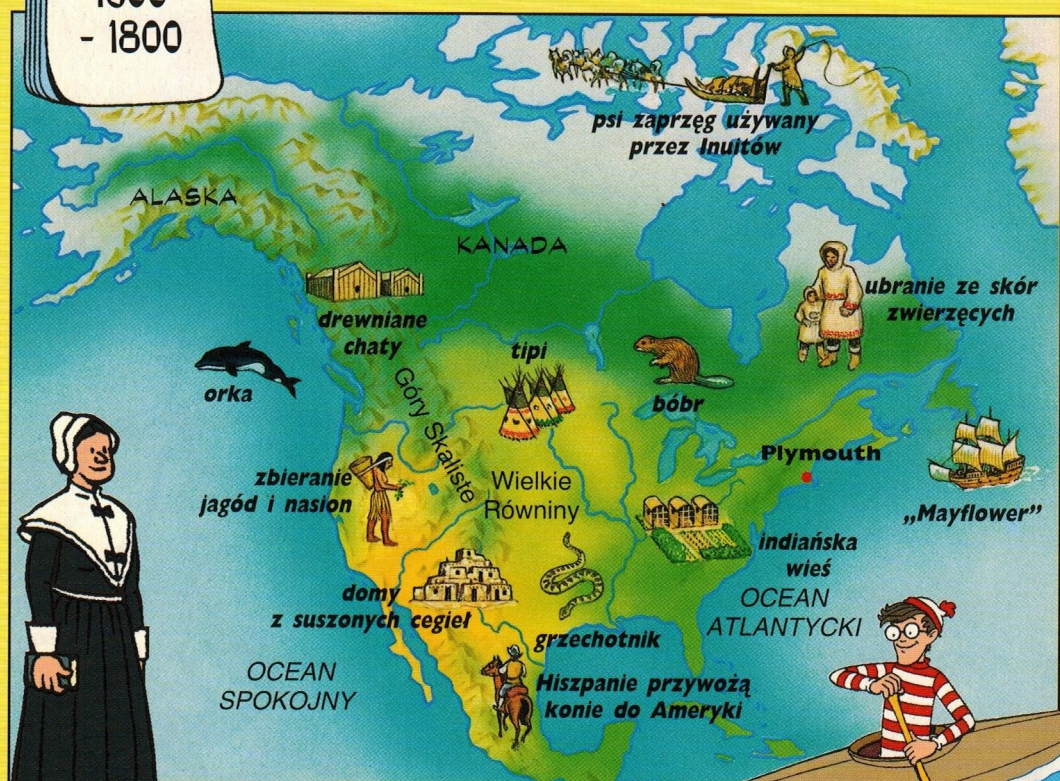 - 1800
psi zaprzęg używany
przez Inuitów
ALASKA
KANADA
ubranie ze skór
zwierzęcych
drewniane
chaty
tipi
orka
bóbr
Góry Skaliste
Plymouth
zbieranie
jagód i nasion
Wielkie
Równiny
„Mayflower”
indiańska
wieś
domy
z suszonych cegieł
OCEAN
ATLANTYCKI
grzechotnik
OCEAN
SPOKOJNY
Hiszpanie przywożą
konie do Ameryki